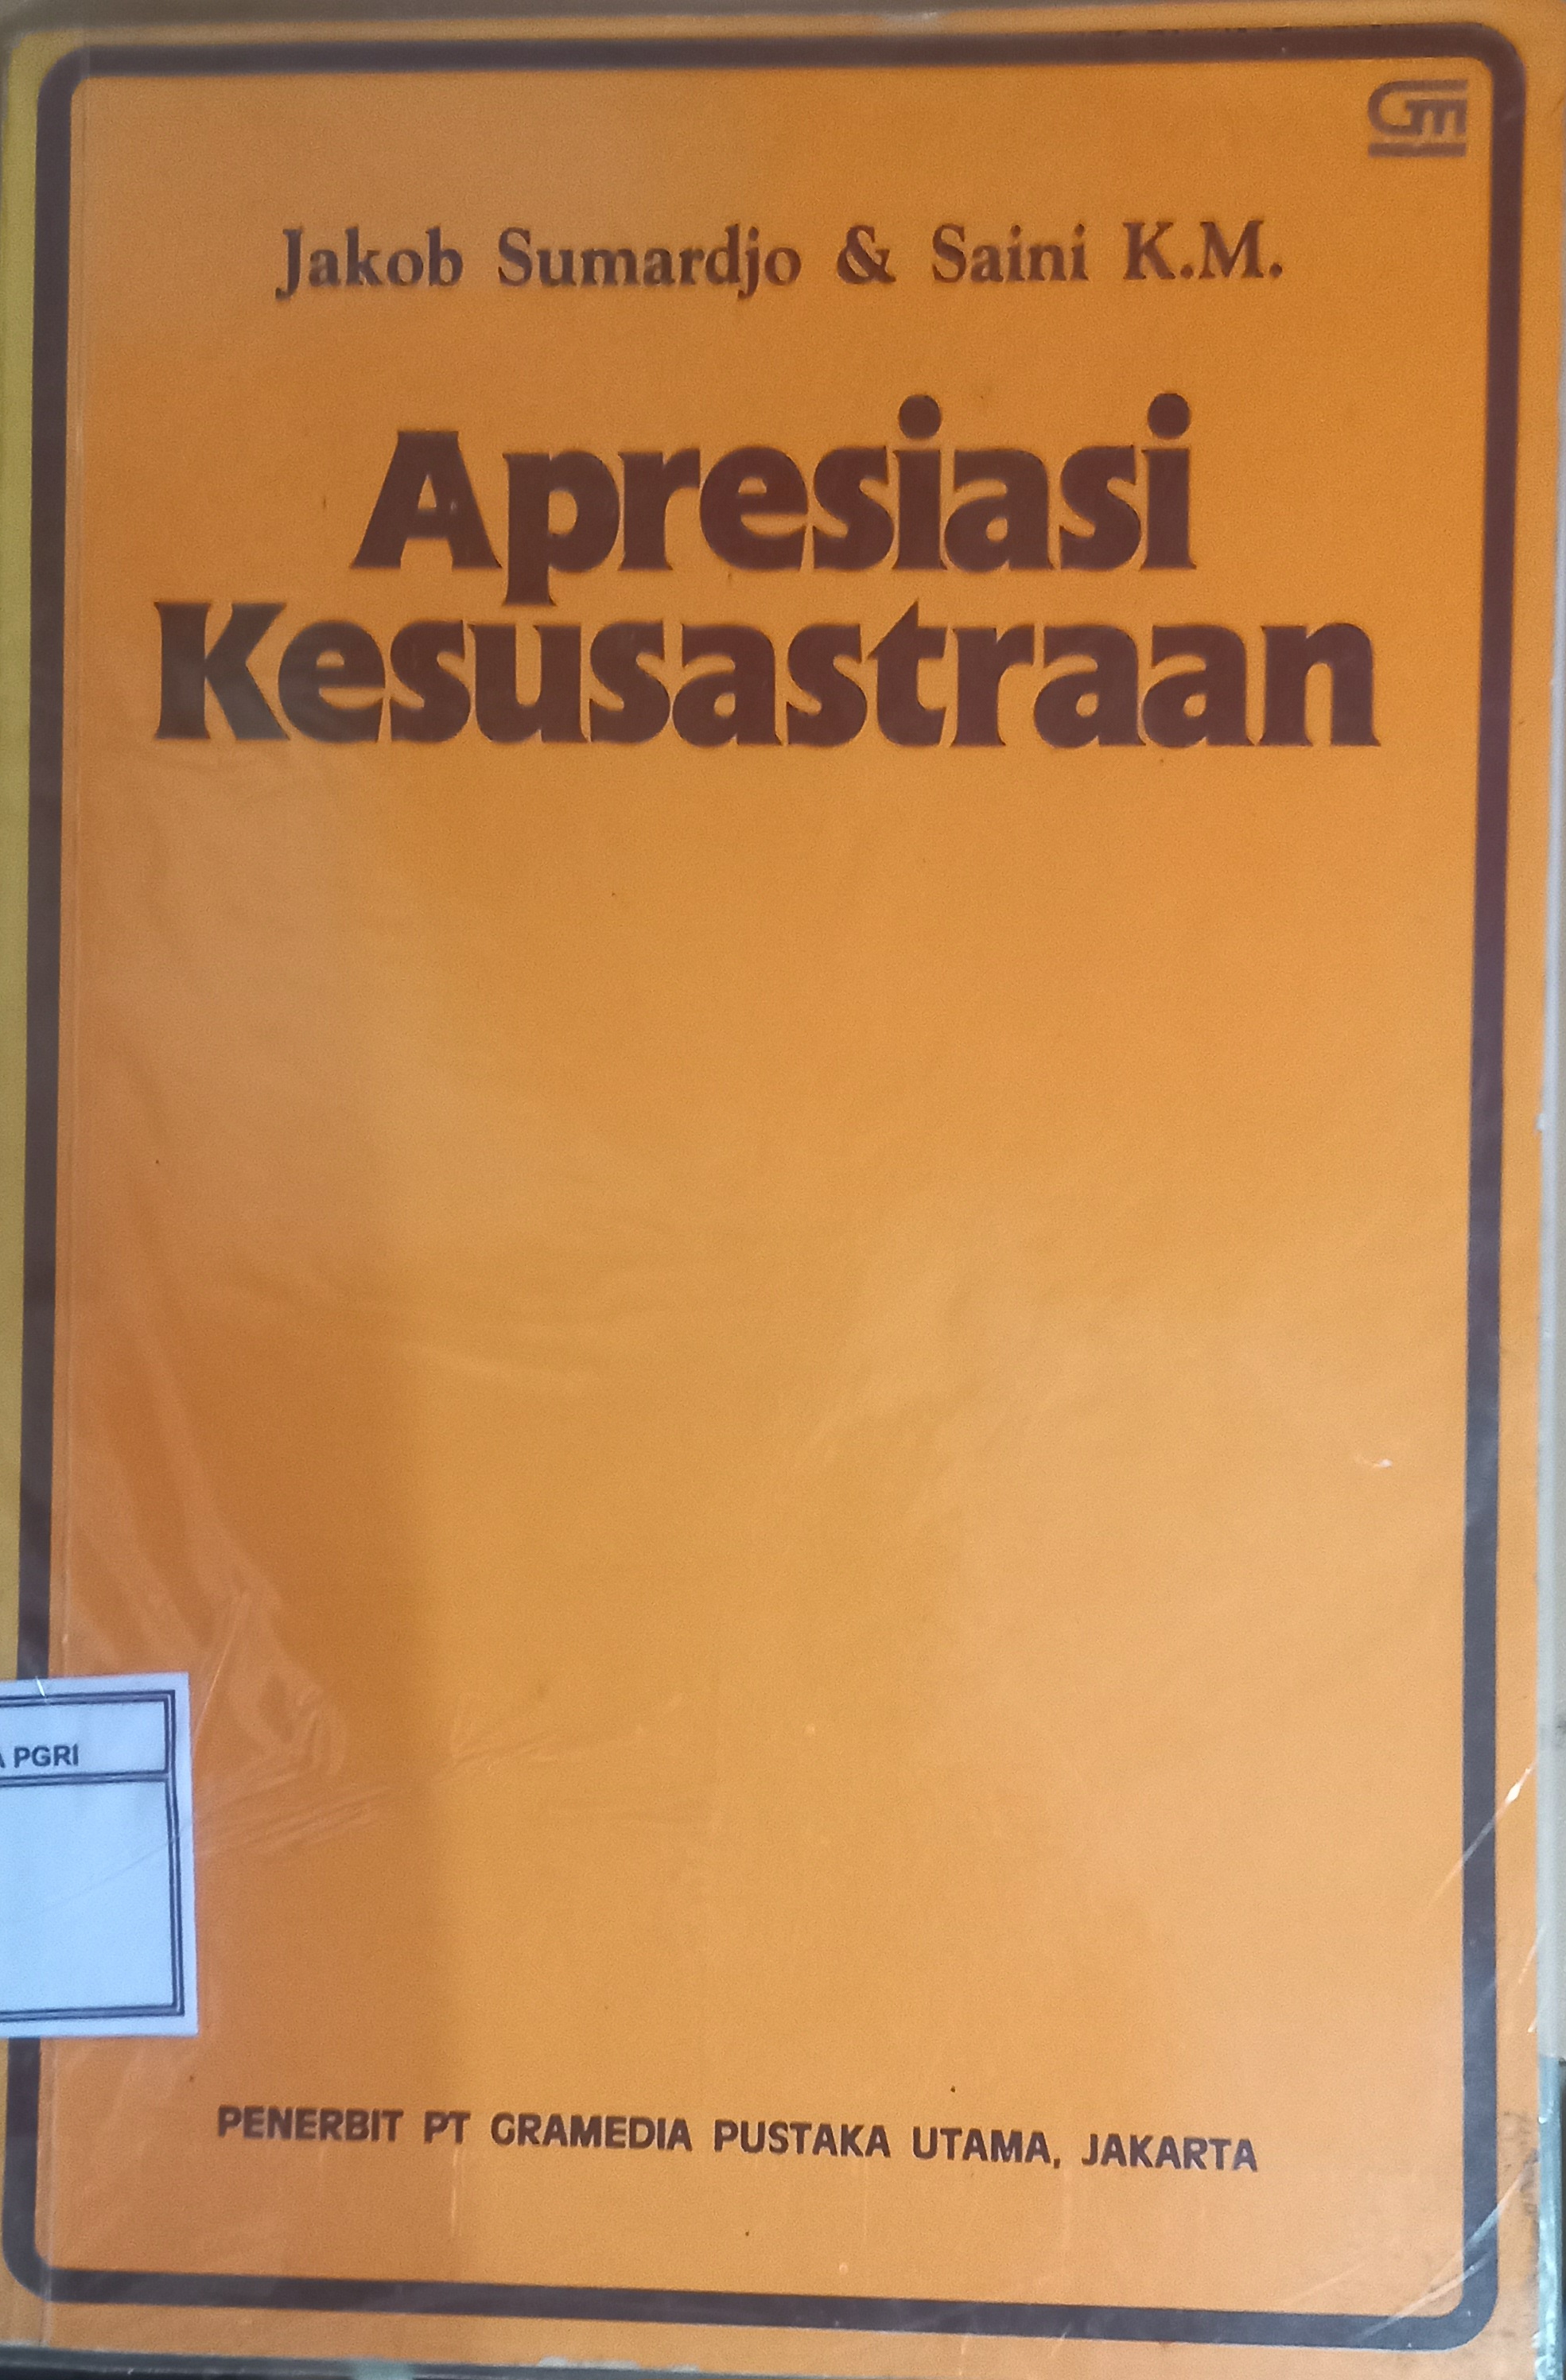 Gm
Jakob Sumardjo & Saini K.M.
Apresiasi
Kesusastraan
A PGRI
PENERBIT PT GRAMEDIA PUSTAKA UTAMA, JAKARTA